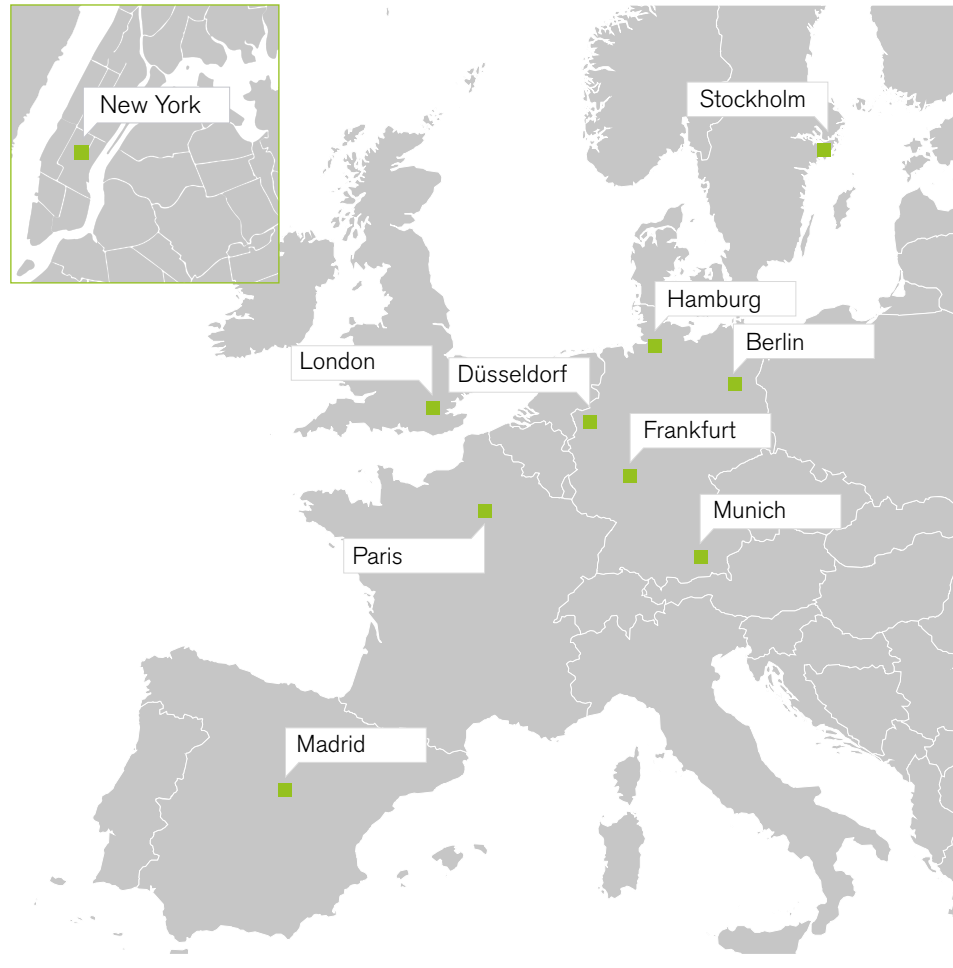 New York
Stockholm
Hamburg
Berlin
London
Düsseldorf
Frankfurt
Munich
Paris
Madrid